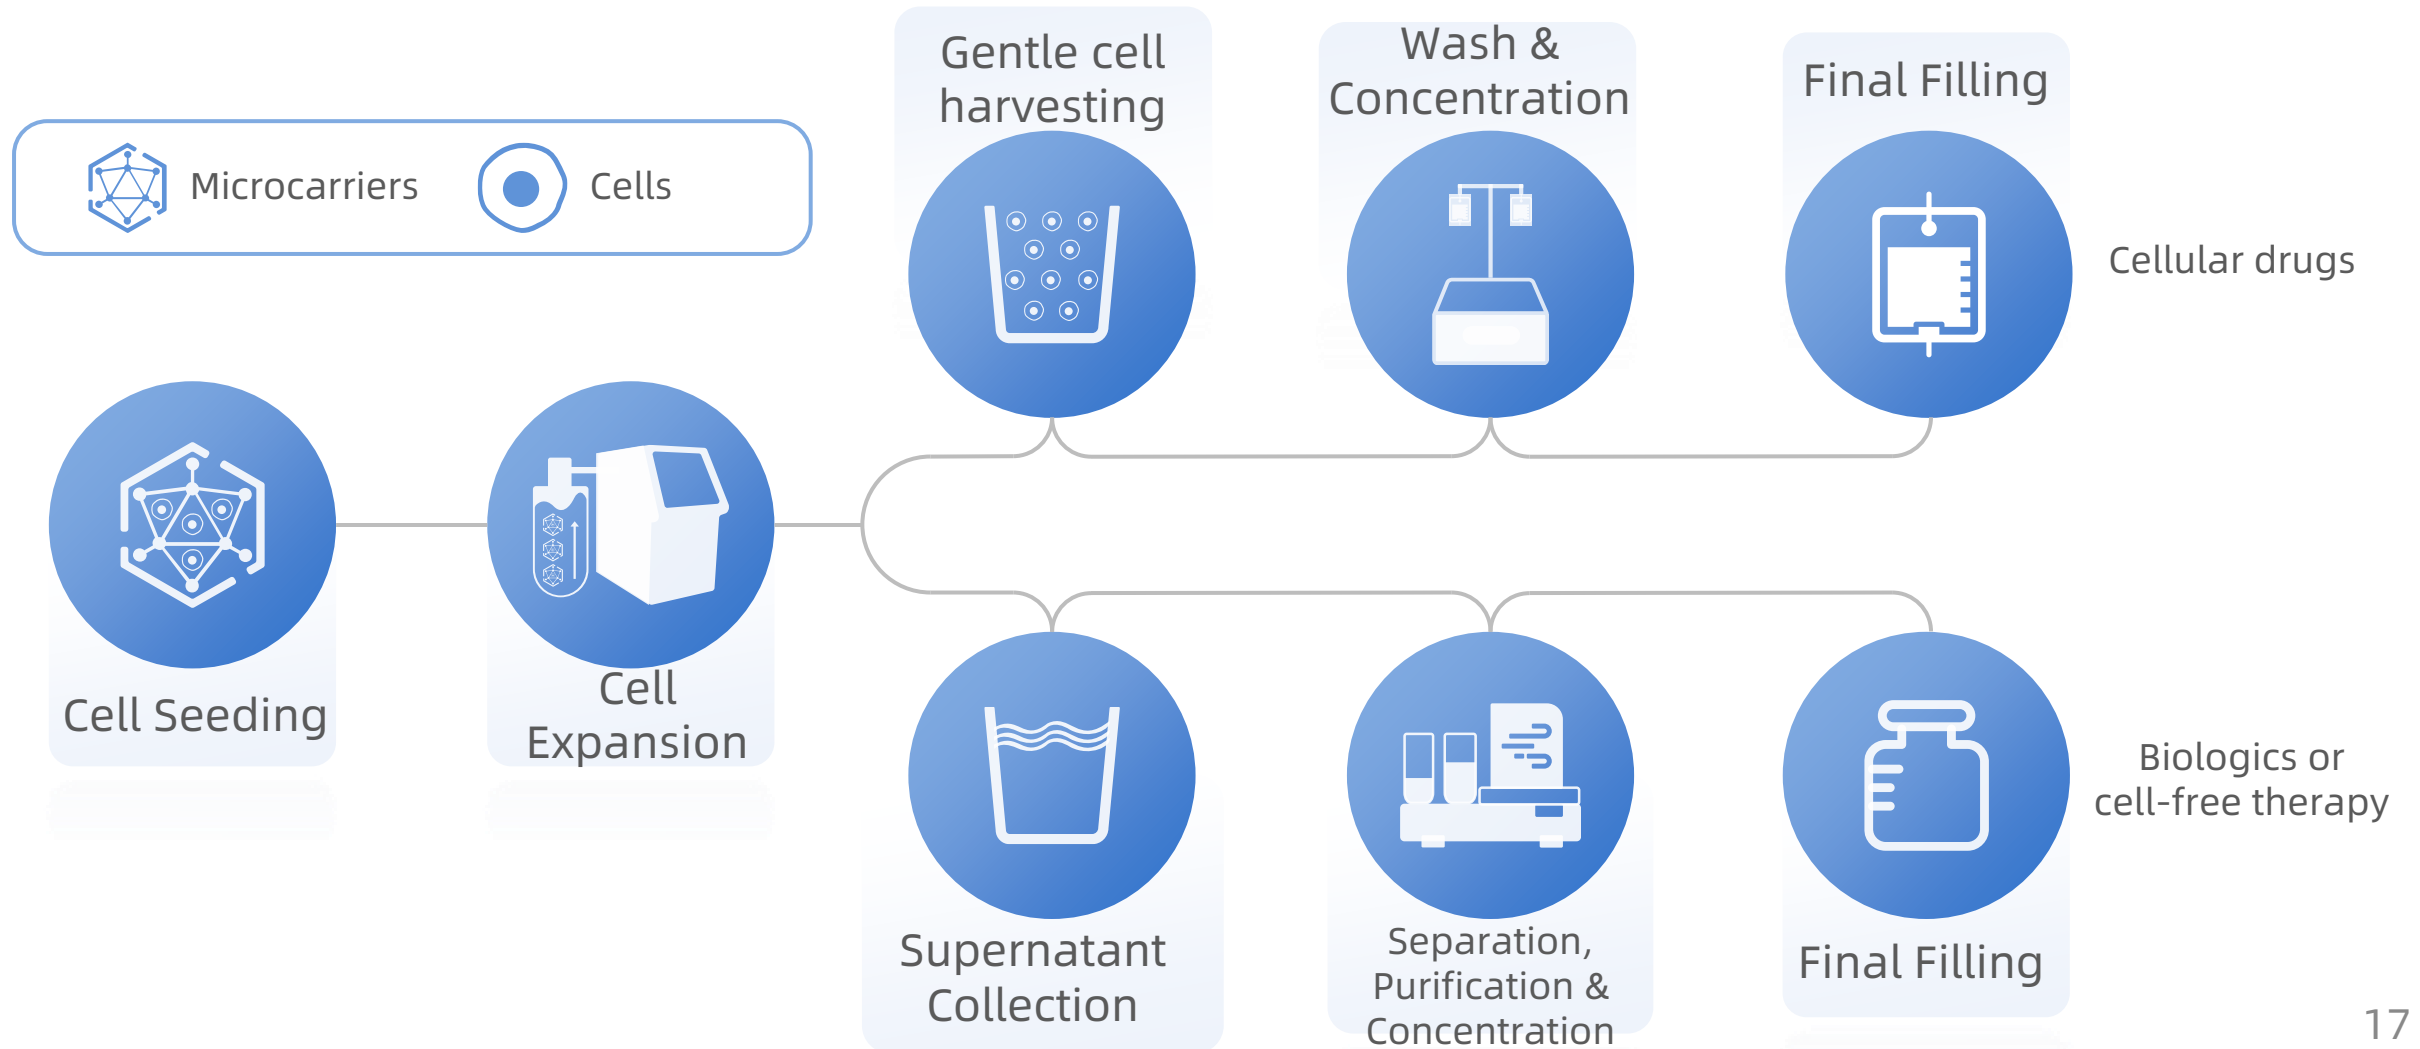 Microcarriers
Cells
Gentle cell
harvesting
Wash &
Concentration
Final Filling
Cellular drugs
Cell Seeding
Cell
Expansion
Supernatant
Collection
Separation,
Purification &
Concentration
Final Filling
Biologics or
cell-free therapy
17